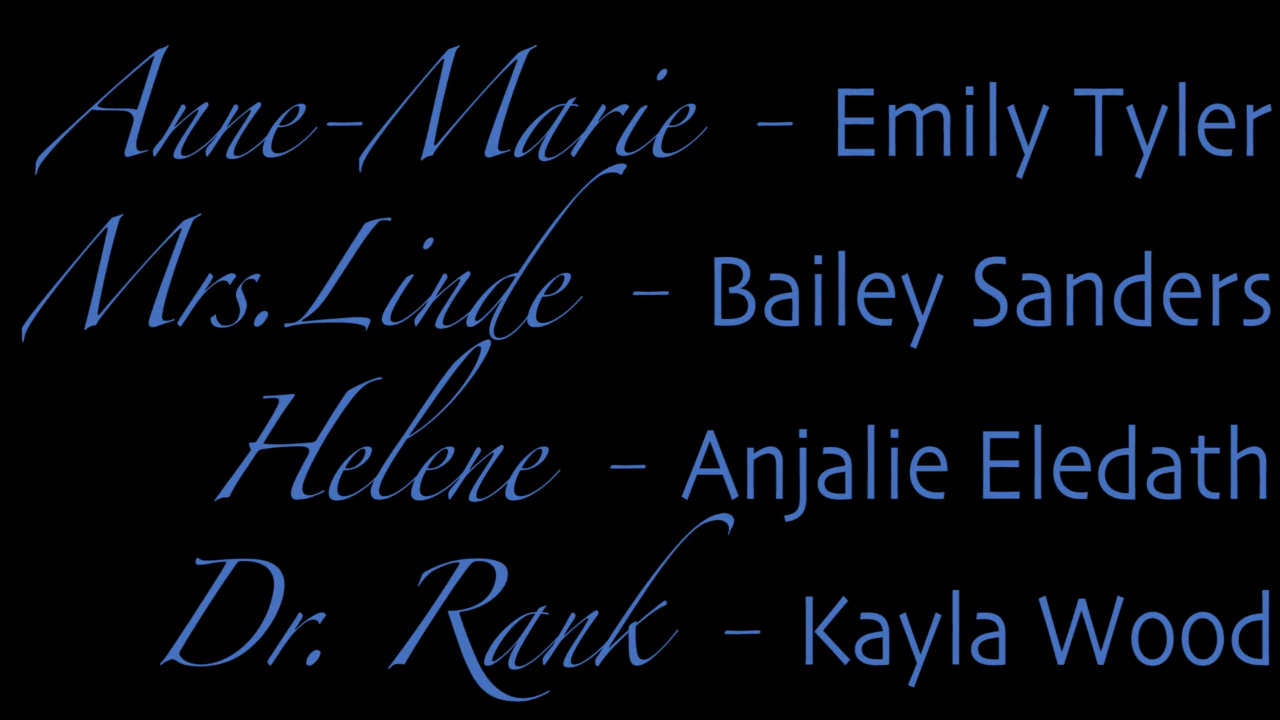 Anne-Marie - Emily Tyler
Mrs. Linde - Bailey Sanders
Helene - Anjalie Eledath
Dr. Rank - Kayla Wood